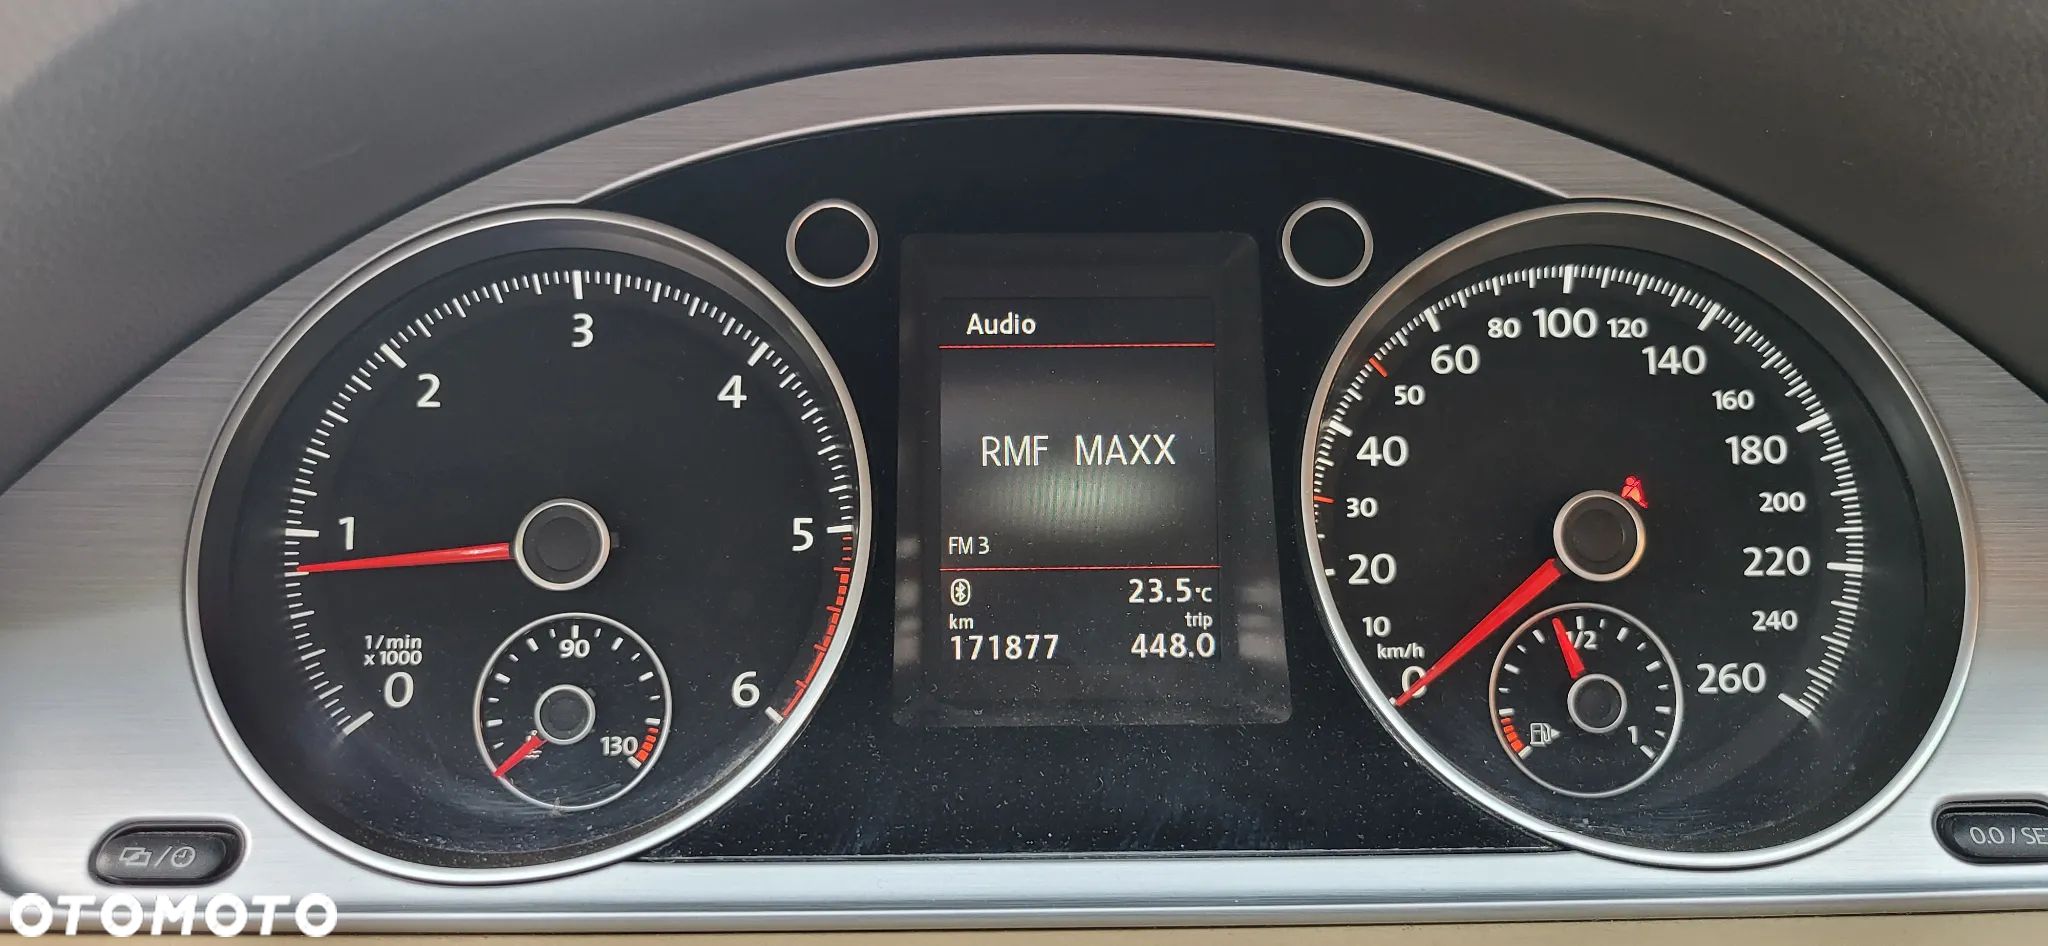 3
2
4
1
5
1/min
x 1000
0
6
90
130
Audio
RMF MAXX
FM 3
23.5°C
km
trip
171877
448.0
80 100 120
60
140
50
160
40
180
30
200
20
220
10
240
km/h
0
260
1/2
1
0.0 / SET
OTOMOTO